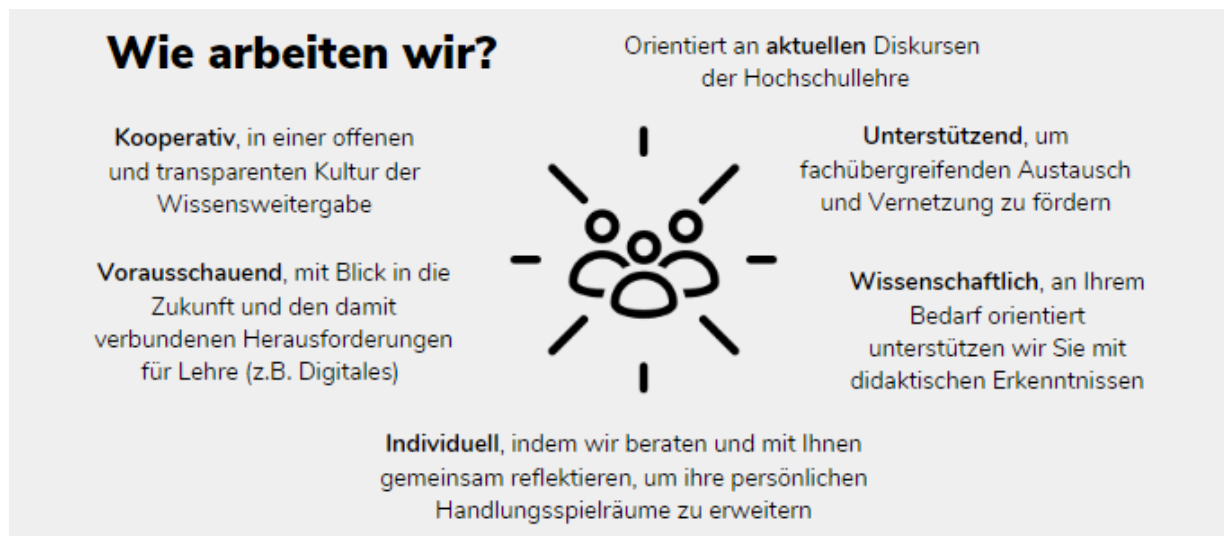 Wie arbeiten wir?
Orientiert an aktuellen Diskursen
der Hochschullehre
Kooperativ, in einer offenen
und transparenten Kultur der
Wissensweitergabe
Unterstützend, um
fachübergreifenden Austausch
und Vernetzung zu fördern
Vorausschauend, mit Blick in die
Zukunft und den damit
verbundenen Herausforderungen
für Lehre (z.B. Digitales)
Wissenschaftlich, an Ihrem
Bedarf orientiert
unterstützen wir Sie mit
didaktischen Erkenntnissen
Individuell, indem wir beraten und mit Ihnen
gemeinsam reflektieren, um ihre persönlichen
Handlungsspielräume zu erweitern